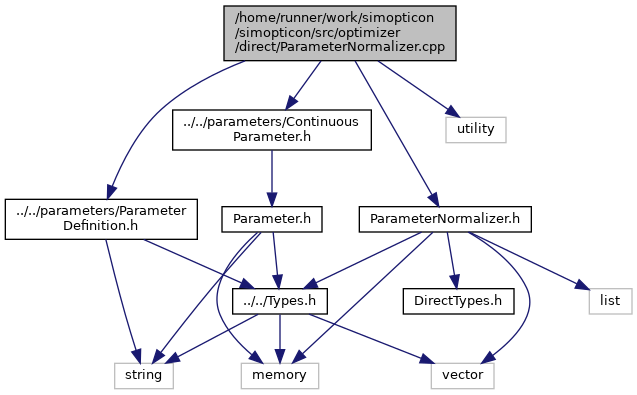 /home/runner/work/simopticon
/simopticon/src/optimizer
/direct/ParameterNormalizer.cpp
../../parameters/Continuous
Parameter.h
utility
../../parameters/Parameter
Definition.h
Parameter.h
ParameterNormalizer.h
../../Types.h
DirectTypes.h
list
string
memory
vector